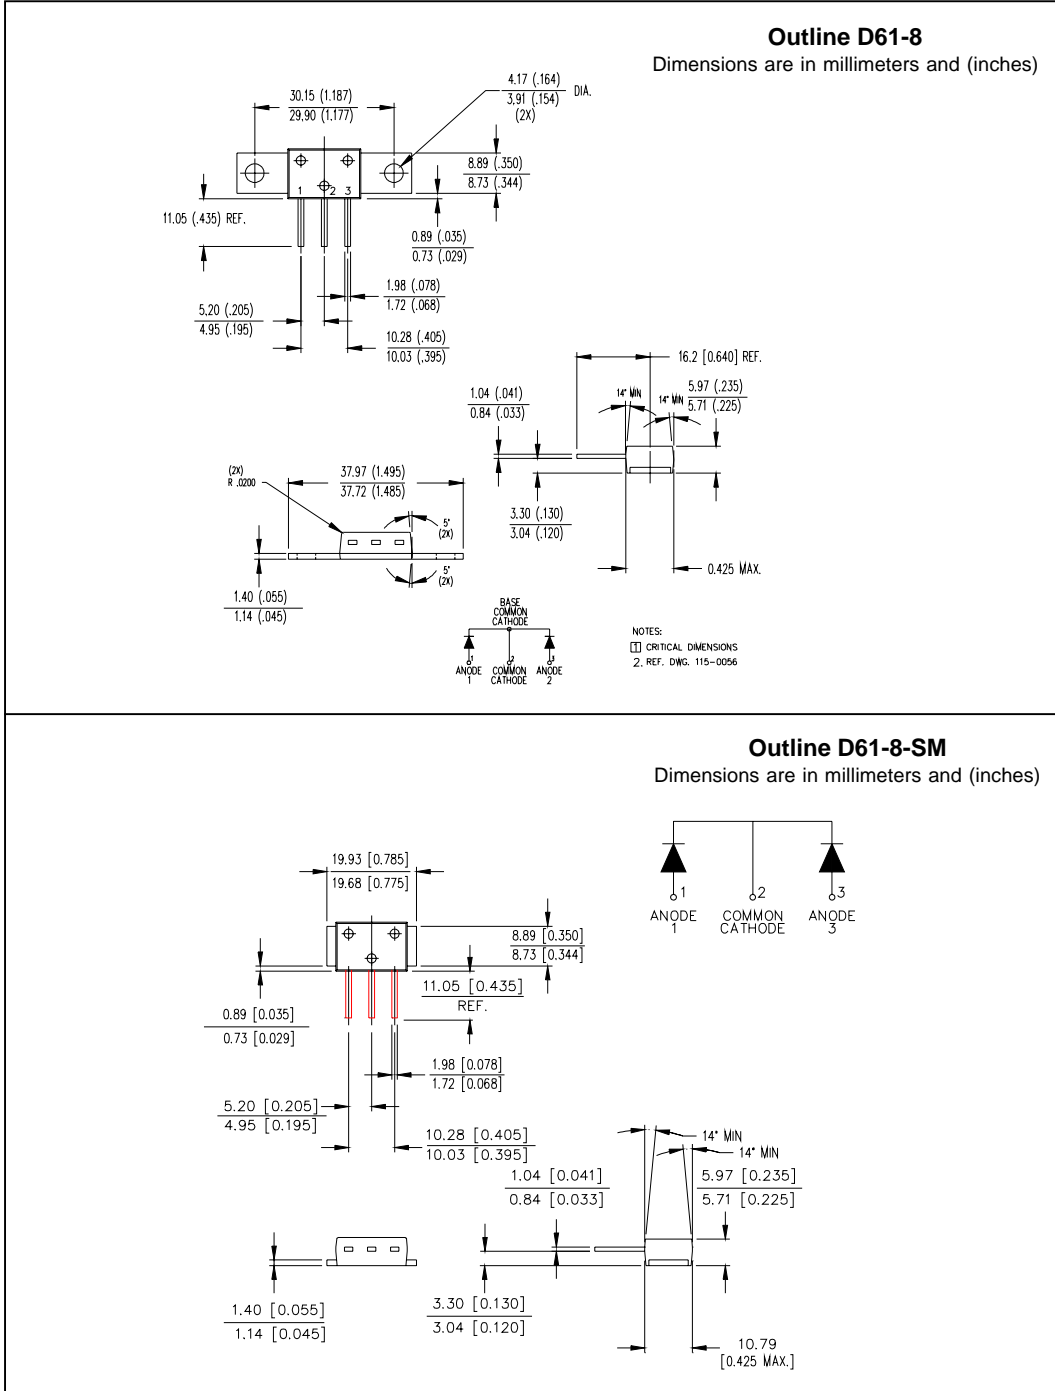 Outline D61-8
Dimensions are in millimeters and (inches)
30.15 (1.187)
29.90 (1.177)
4.17 (.164)
3.91 (.154)
DIA.
(2X)
8.89 (.350)
8.73 (.344)
1 2 3
11.05 (.435) REF.
0.89 (.035)
0.73 (.029)
1.98 (.078)
1.72 (.068)
5.20 (.205)
4.95 (.195)
10.28 (.405)
10.03 (.395)
16.2 [0.640] REF.
1.04 (.041)
0.84 (.033)
14° MIN
14° MIN
5.97 (.235)
5.71 (.225)
(2X)
R .0200
37.97 (1.495)
37.72 (1.485)
5°
(2X)
5°
(2X)
3.30 (.130)
3.04 (.120)
0.425 MAX.
1.40 (.055)
1.14 (.045)
BASE
COMMON
CATHODE
1 2 3
ANODE
1
COMMON
CATHODE
ANODE
2
NOTES:
1 CRITICAL DIMENSIONS
2. REF. DWG. 115-0056
Outline D61-8-SM
Dimensions are in millimeters and (inches)
19.93 [0.785]
19.68 [0.775]
1 2 3
ANODE
1
COMMON
CATHODE
ANODE
3
8.89 [0.350]
8.73 [0.344]
11.05 [0.435]
REF.
0.89 [0.035]
0.73 [0.029]
1.98 [0.078]
1.72 [0.068]
5.20 [0.205]
4.95 [0.195]
10.28 [0.405]
10.03 [0.395]
14° MIN
14° MIN
1.04 [0.041]
0.84 [0.033]
5.97 [0.235]
5.71 [0.225]
1.40 [0.055]
1.14 [0.045]
3.30 [0.130]
3.04 [0.120]
10.79
[0.425 MAX.]